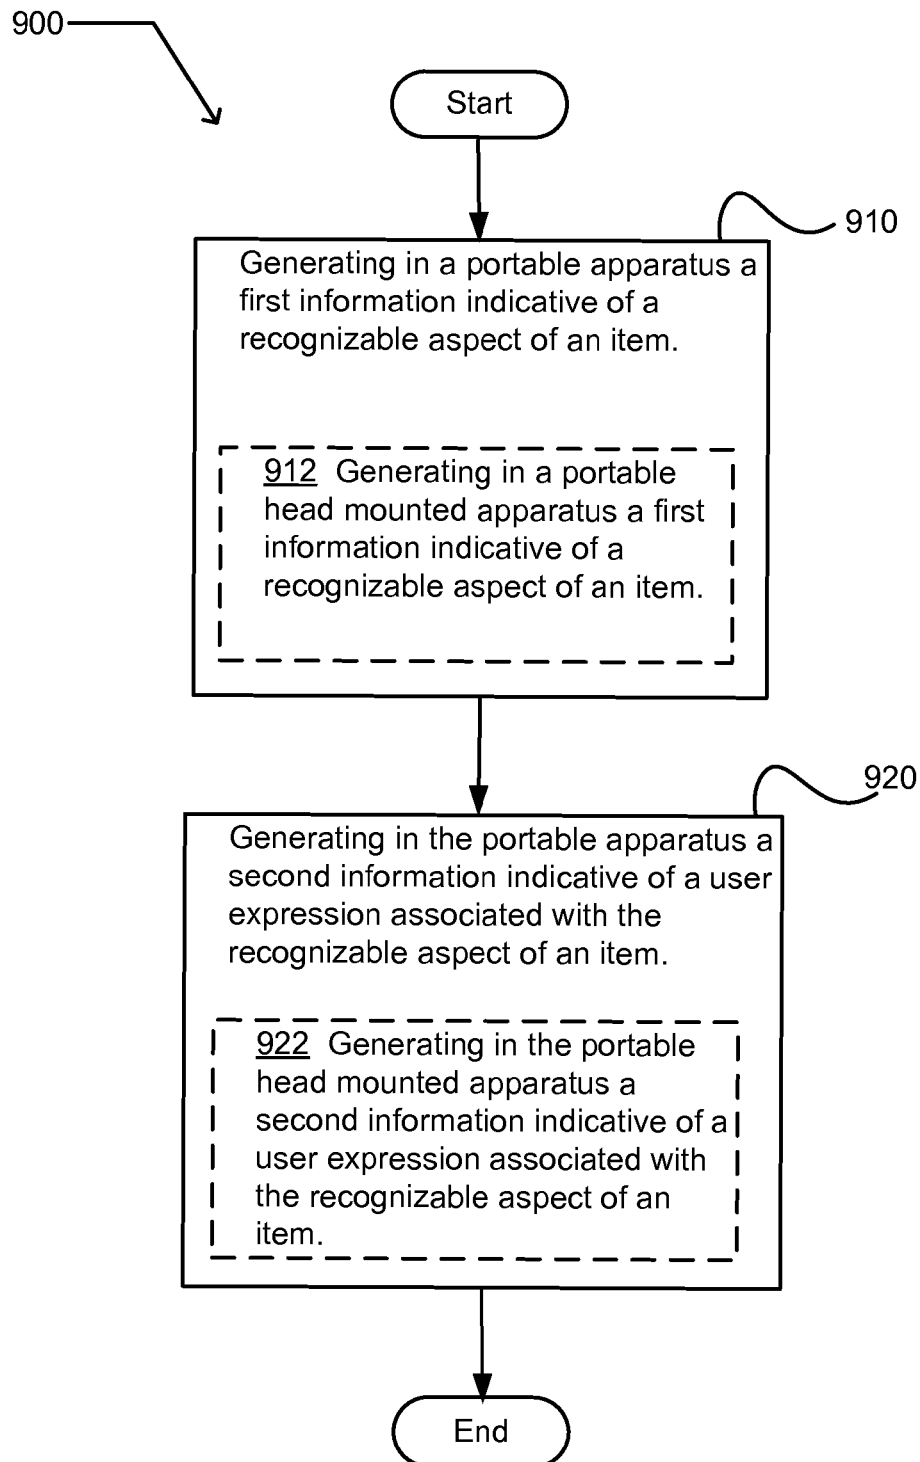 900
Start
910
Generating in a portable apparatus a
first information indicative of a
recognizable aspect of an item.
912 Generating in a portable
head mounted apparatus a first
information indicative of a
recognizable aspect of an item.
920
Generating in the portable apparatus a
second information indicative of a user
expression associated with the
recognizable aspect of an item.
922 Generating in the portable
head mounted apparatus a
second information indicative of a
user expression associated with
the recognizable aspect of an
item.
End